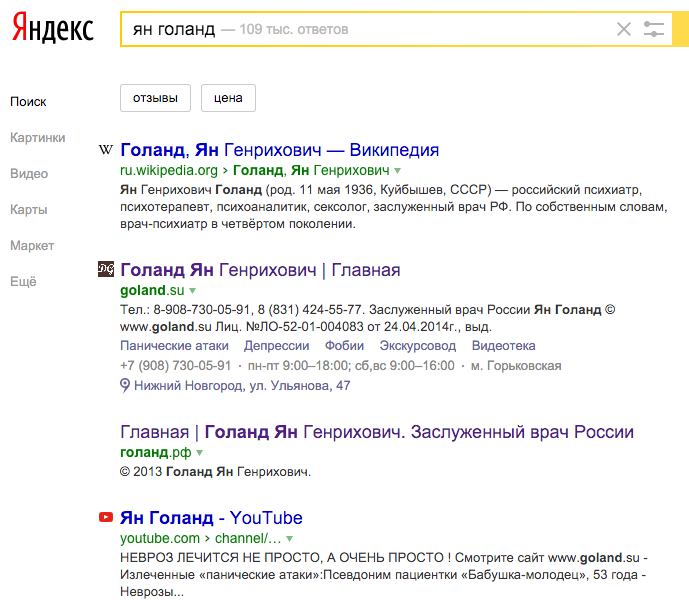 Яндекс
ян голанд — 109 тыс. ответов
Поиск
Картинки
Видео
Карты
Маркет
Ещё
отзывы
цена
W Голанд, Ян Генрихович — Википедия
ru.wikipedia.org › Голанд, Ян Генрихович
Ян Генрихович Голанд (род. 11 мая 1936, Куйбышев, СССР) — российский психиатр,
психотерапевт, психоаналитик, сексолог, заслуженный врач РФ. По собственным словам,
врач-психиатр в четвёртом поколении.
Голанд Ян Генрихович | Главная
goland.su
Тел.: 8-908-730-05-91, 8 (831) 424-55-77. Заслуженный врач России Ян Голанд ©
www.goland.su Лиц. №ЛО-52-01-004083 от 24.04.2014г., выд.
Панические атаки Депрессии Фобии Экскурсовод Видеотека
+7 (908) 730-05-91 · пн-пт 9:00–18:00; сб,вс 9:00–16:00 · м. Горьковская
Нижний Новгород, ул. Ульянова, 47
Главная | Голанд Ян Генрихович. Заслуженный врач России
голанд.рф
© 2013 Голанд Ян Генрихович.
Ян Голанд - YouTube
youtube.com › channel/…
НЕВРОЗ ЛЕЧИТСЯ НЕ ПРОСТО, А ОЧЕНЬ ПРОСТО ! Смотрите сайт www.goland.su -
Излеченные «панические атаки»:Псевдоним пациентки «Бабушка-молодец», 53 года -
Неврозы...